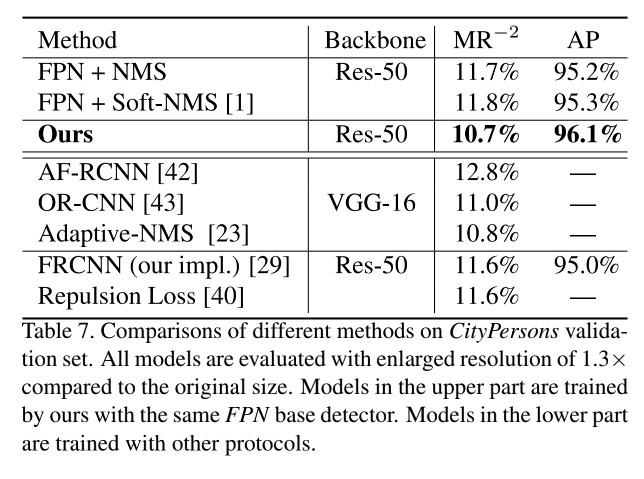 Method Backbone MR−2 AP
FPN + NMS Res-50 11.7% 95.2%
FPN + Soft-NMS [1] 11.8% 95.3%
Ours Res-50 10.7% 96.1%
AF-RCNN [42] 12.8% —
OR-CNN [43] VGG-16 11.0% —
Adaptive-NMS [23] 10.8% —
FRCNN (our impl.) [29] Res-50 11.6% 95.0%
Repulsion Loss [40] 11.6% —
Table 7. Comparisons of different methods on CityPersons valida-
tion set. All models are evaluated with enlarged resolution of 1.3×
compared to the original size. Models in the upper part are trained
by ours with the same FPN base detector. Models in the lower part
are trained with other protocols.